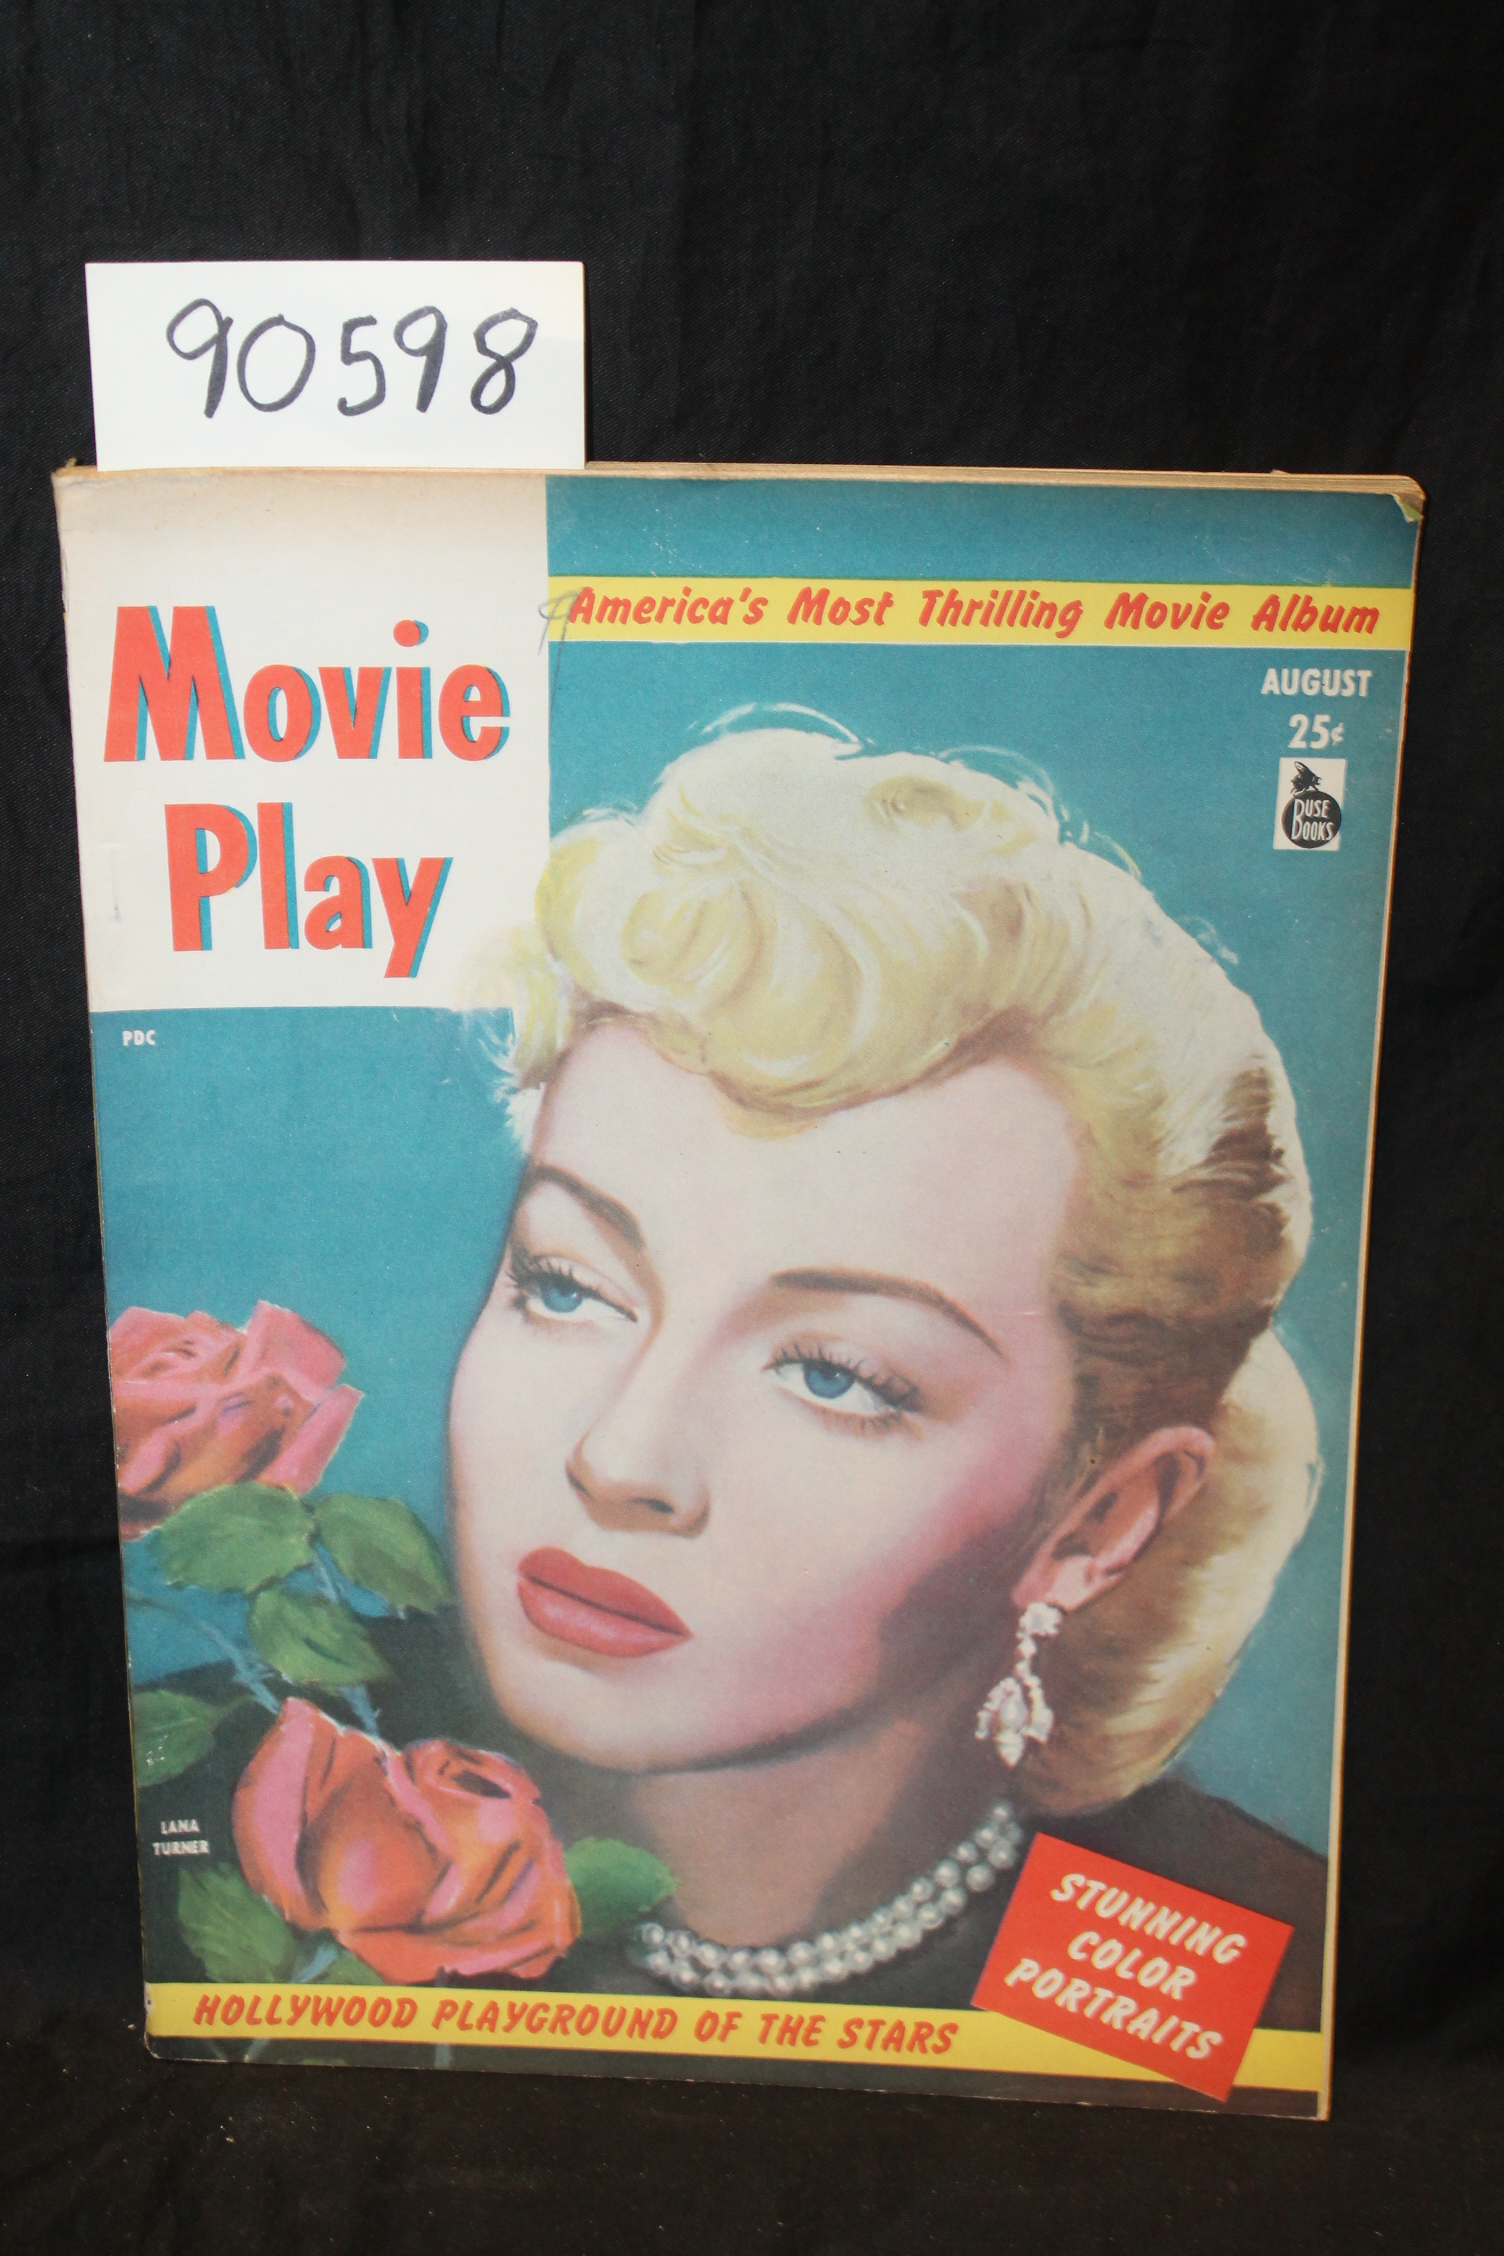 90598
Movie
Play
America's Most Thrilling Movie Album
AUGUST
25¢
DUSE
BOOKS
PDC
LANA
TURNER
STUNNING
COLOR
PORTRAITS
HOLLYWOOD PLAYGROUND OF THE STARS